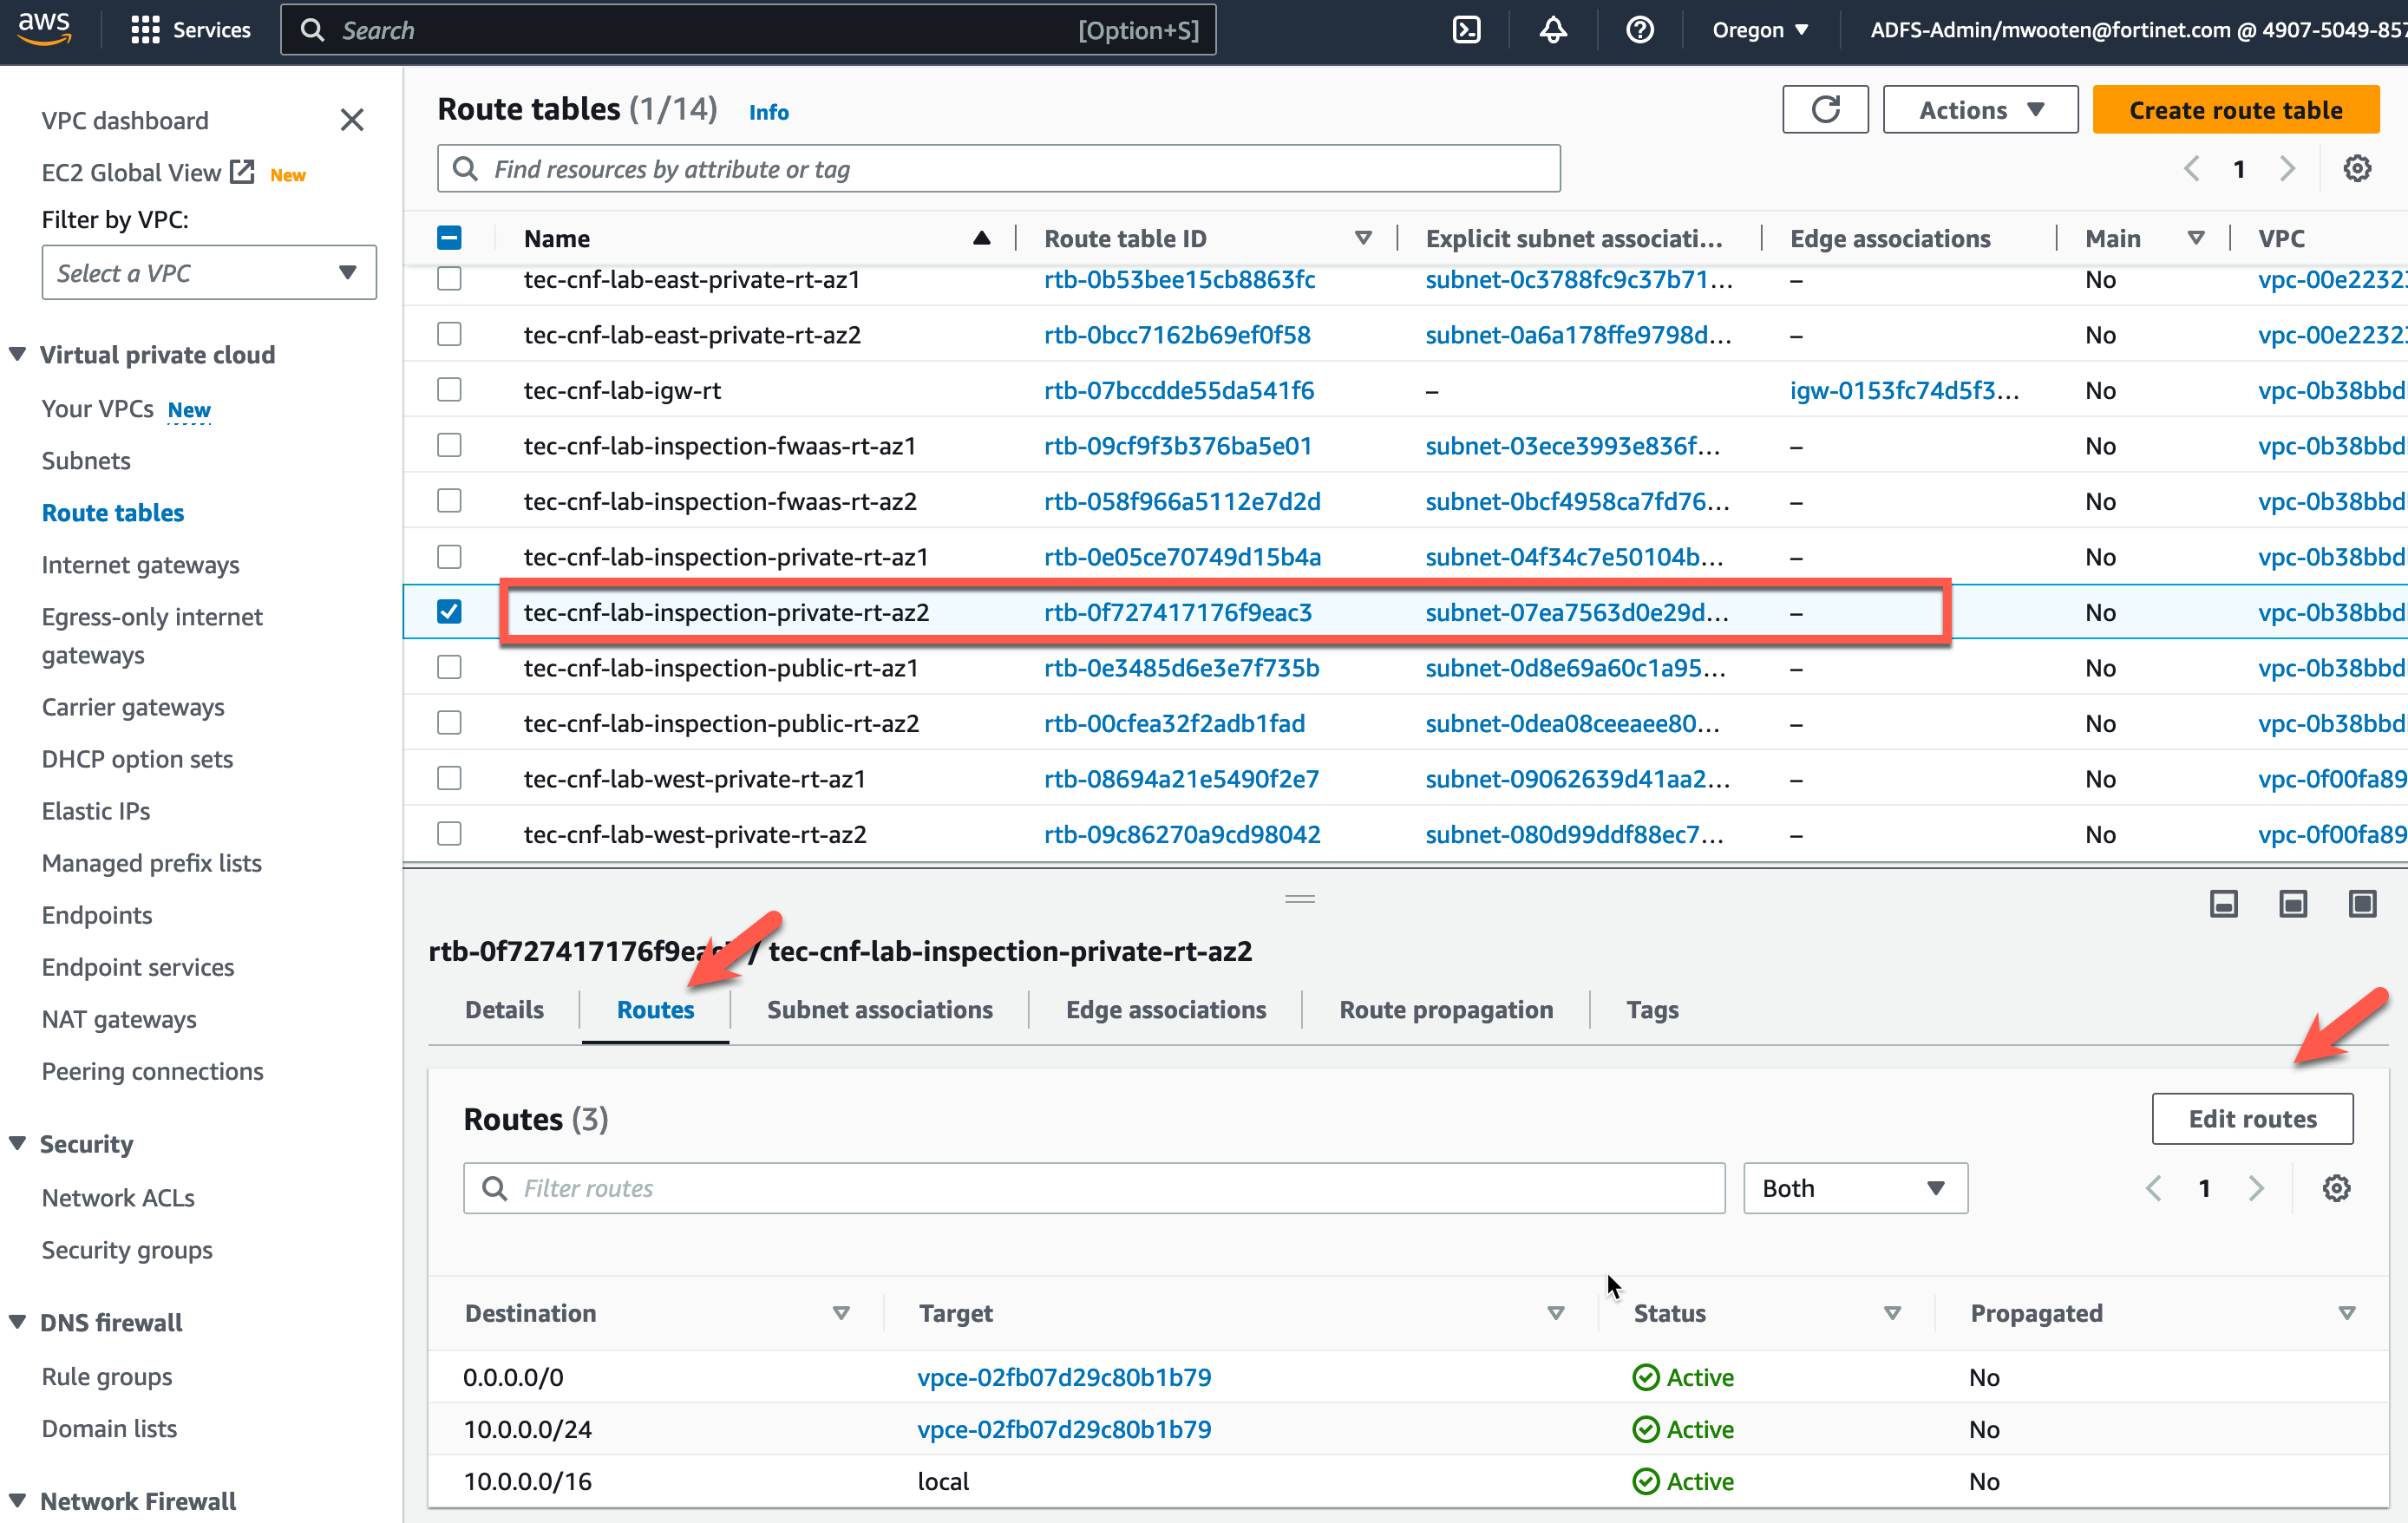 aws Services Search [Option+S] Oregon ADFS-Admin/mwooten@fortinet.com @ 4907-5049-857
VPC dashboard
EC2 Global View New
Filter by VPC:
Select a VPC
Virtual private cloud
Your VPCs New
Subnets
Route tables
Internet gateways
Egress-only internet
gateways
Carrier gateways
DHCP option sets
Elastic IPs
Managed prefix lists
Endpoints
Endpoint services
NAT gateways
Peering connections
Security
Network ACLs
Security groups
DNS firewall
Rule groups
Domain lists
Network Firewall
Route tables (1/14) Info Actions Create route table
Find resources by attribute or tag 1
Name Route table ID Explicit subnet associati... Edge associations Main VPC
tec-cnf-lab-east-private-rt-az1 rtb-0b53bee15cb8863fc subnet-0c3788fc9c37b71... – No vpc-00e2232
tec-cnf-lab-east-private-rt-az2 rtb-0bcc7162b69ef0f58 subnet-0a6a178ffe9798d... – No vpc-00e2232
tec-cnf-lab-igw-rt rtb-07bccdde55da541f6 – igw-0153fc74d5f3... No vpc-0b38bbd
tec-cnf-lab-inspection-fwaas-rt-az1 rtb-09cf9f3b376ba5e01 subnet-03ece3993e836f... – No vpc-0b38bbd
tec-cnf-lab-inspection-fwaas-rt-az2 rtb-058f966a5112e7d2d subnet-0bcf4958ca7fd76... – No vpc-0b38bbd
tec-cnf-lab-inspection-private-rt-az1 rtb-0e05ce70749d15b4a subnet-04f34c7e50104b... – No vpc-0b38bbd
tec-cnf-lab-inspection-private-rt-az2 rtb-0f727417176f9eac3 subnet-07ea7563d0e29d... – No vpc-0b38bbd
tec-cnf-lab-inspection-public-rt-az1 rtb-0e3485d6e3e7f735b subnet-0d8e69a60c1a95... – No vpc-0b38bbd
tec-cnf-lab-inspection-public-rt-az2 rtb-00cfea32f2adb1fad subnet-0dea08ceeaee80... – No vpc-0b38bbd
tec-cnf-lab-west-private-rt-az1 rtb-08694a21e5490f2e7 subnet-09062639d41aa2... – No vpc-0f00fa89
tec-cnf-lab-west-private-rt-az2 rtb-09c86270a9cd98042 subnet-080d99ddf88ec7... – No vpc-0f00fa89
rtb-0f727417176f9eac / tec-cnf-lab-inspection-private-rt-az2
Details Routes Subnet associations Edge associations Route propagation Tags
Routes (3) Edit routes
Filter routes Both 1
Destination Target Status Propagated
0.0.0.0/0 vpce-02fb07d29c80b1b79 Active No
10.0.0.0/24 vpce-02fb07d29c80b1b79 Active No
10.0.0.0/16 local Active No